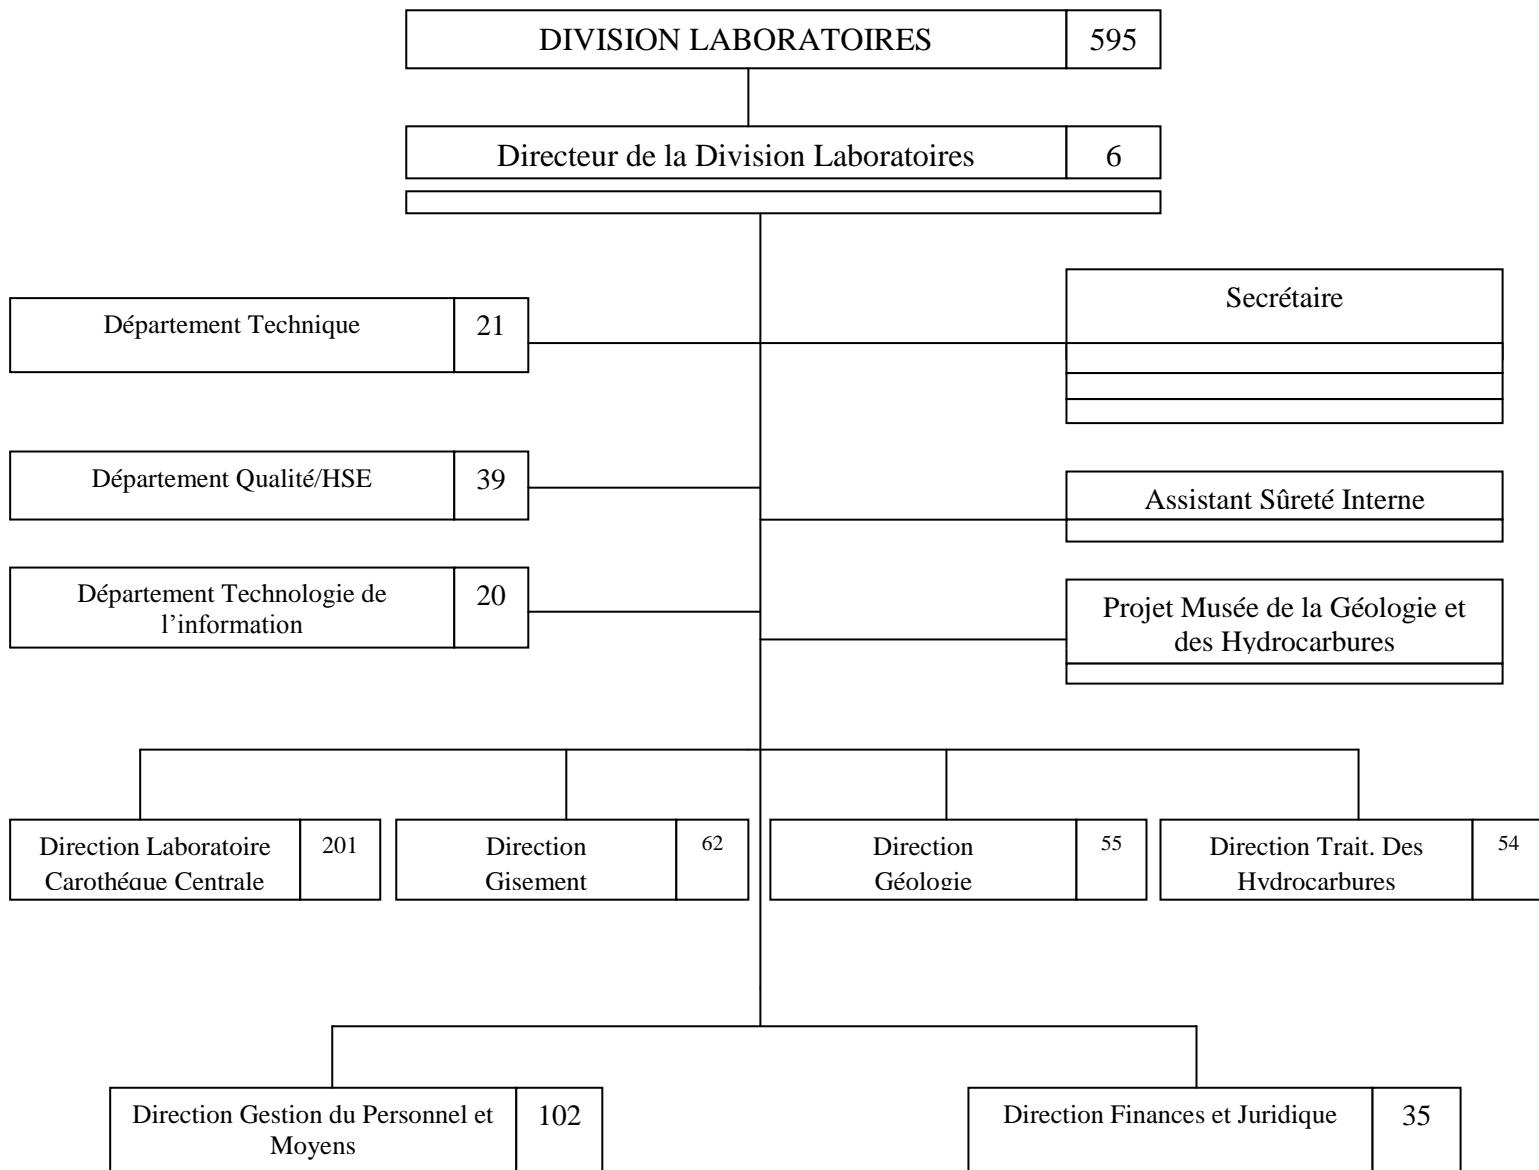 DIVISION LABORATOIRES 595
Directeur de la Division Laboratoires 6
Secrétaire
Département Technique 21
Département Qualité/HSE 39
Assistant Sûreté Interne
Département Technologie de 20
l’information
Projet Musée de la Géologie et
des Hydrocarbures
Direction Laboratoire 201
Carothéque Centrale
Direction 62
Gisement
Direction 55
Géologie
Direction Trait. Des 54
Hydrocarbures
Direction Gestion du Personnel et 102
Moyens
Direction Finances et Juridique 35